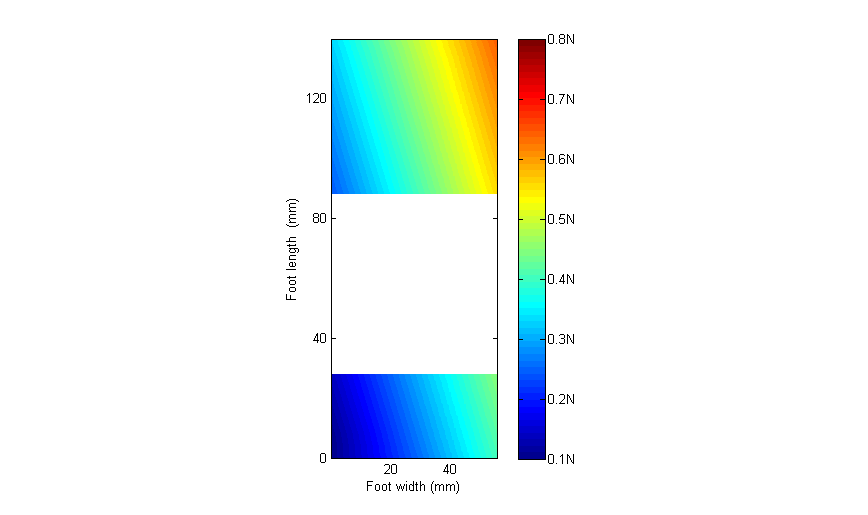 0.8N
0.7N
0.6N
0.5N
0.4N
0.3N
0.2N
0.1N
120
80
40
0
Foot length (mm)
20 40
Foot width (mm)